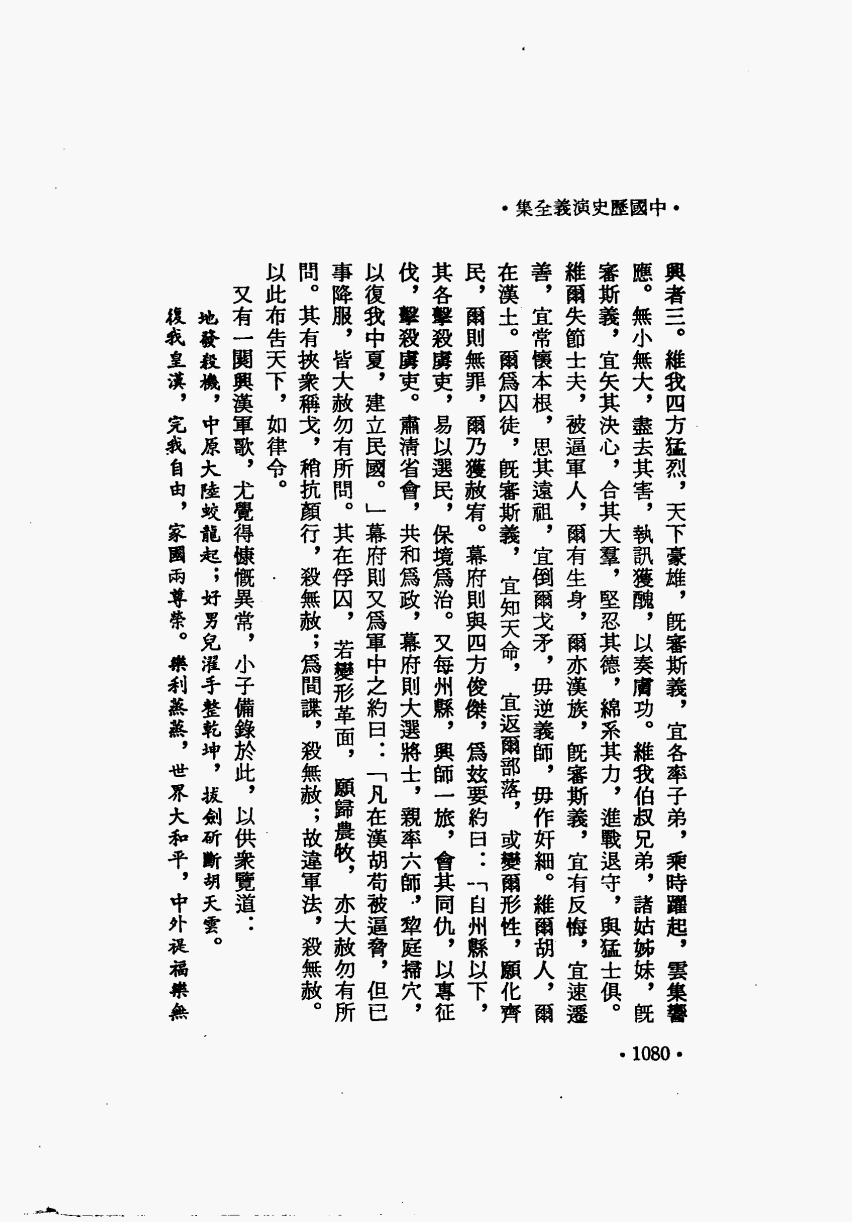 •中國歷史演義全集•
興者三。維我四方猛烈，天下豪雄，旣審斯義，宜各率子弟，乘時躍起，雲集響
應。無小無大，盡去其害，執訊獲醜，以奏膚功。維我伯叔兄弟，諸姑姊妹，旣
審斯義，宜矢其決心，合其大羣，堅忍其德，綿系其力，進戰退守，與猛士俱。
維爾失節士夫，被逼軍人，爾有生身，爾亦漢族，旣審斯義，宜有反悔，宜速遷
善，宜常懷本根，思其遠祖，宜倒爾戈矛，毋逆義師，毋作奸細。維爾胡人，爾
在漢土。爾爲囚徒，旣審斯義，宜知天命，宜返爾部落，或變爾形性，願化齊
民，爾則無罪，爾乃獲赦宥。幕府則與四方俊傑，爲玆要約曰：「自州縣以下，
其各擊殺虜吏，易以選民，保境爲治。又每州縣，興師一旅，會其同仇，以專征
伐，擊殺虜吏。肅淸省會，共和爲政，幕府則大選將士，親率六師，犂庭掃穴，
以復我中夏，建立民國。」幕府則又爲軍中之約曰：「凡在漢胡苟被逼脅，但已
事降服，皆大赦勿有所問。其在俘囚，若變形革面，願歸農牧，亦大赦勿有所
問。其有挾衆稱戈，稍抗顏行，殺無赦；爲間諜，殺無赦；故違軍法，殺無赦。
以此布告天下，如律令。
又有一闋興漢軍歌，尤覺得慷慨異常，小子備錄於此，以供衆覽道：
地發殺機，中原大陸蛟龍起；好男兒濯手整乾坤，拔劍斫斷胡天雲。
復我皇漢，完我自由，家國兩尊榮。樂利蒸蒸，世界大和平，中外禔福樂無
•1080•